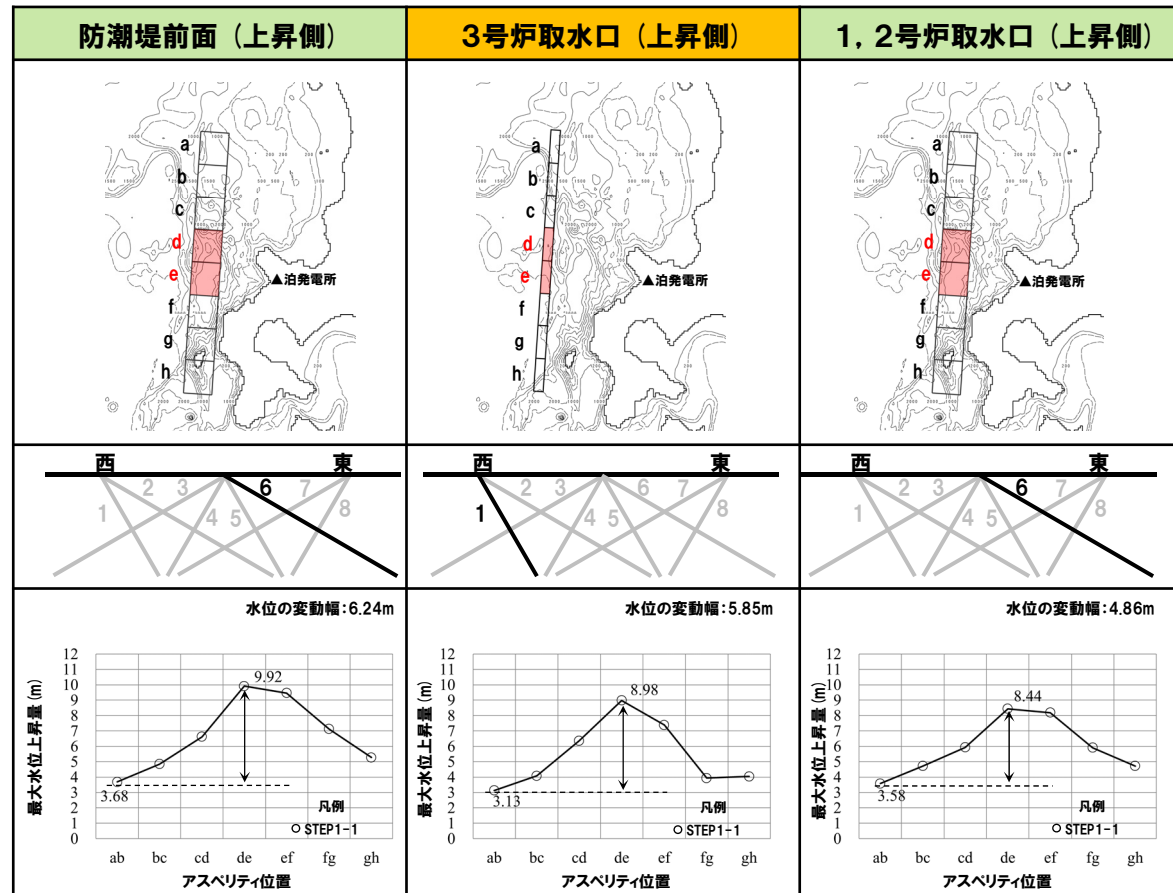 防潮堤前面（上昇側）
3号炉取水口（上昇側）
1，2号炉取水口（上昇側）
a
b
c
d
e
f
g
h
▲泊発電所
a
b
c
d
e
f
g
h
▲泊発電所
a
b
c
d
e
f
g
h
▲泊発電所
西 東
1 2 3 4 5 6 7 8
西 東
1 2 3 4 5 6 7 8
西 東
1 2 3 4 5 6 7 8
水位の変動幅：6.24m
最大水位上昇量（m）
12
11
10
9
8
7
6
5
4
3
2
1
0
9.92
3.68
凡例
○ STEP1-1
ab bc cd de ef fg gh
アスペリティ位置
水位の変動幅：5.85m
最大水位上昇量（m）
12
11
10
9
8
7
6
5
4
3
2
1
0
8.98
3.13
凡例
○ STEP1-1
ab bc cd de ef fg gh
アスペリティ位置
水位の変動幅：4.86m
最大水位上昇量（m）
12
11
10
9
8
7
6
5
4
3
2
1
0
8.44
3.58
凡例
○ STEP1-1
ab bc cd de ef fg gh
アスペリティ位置